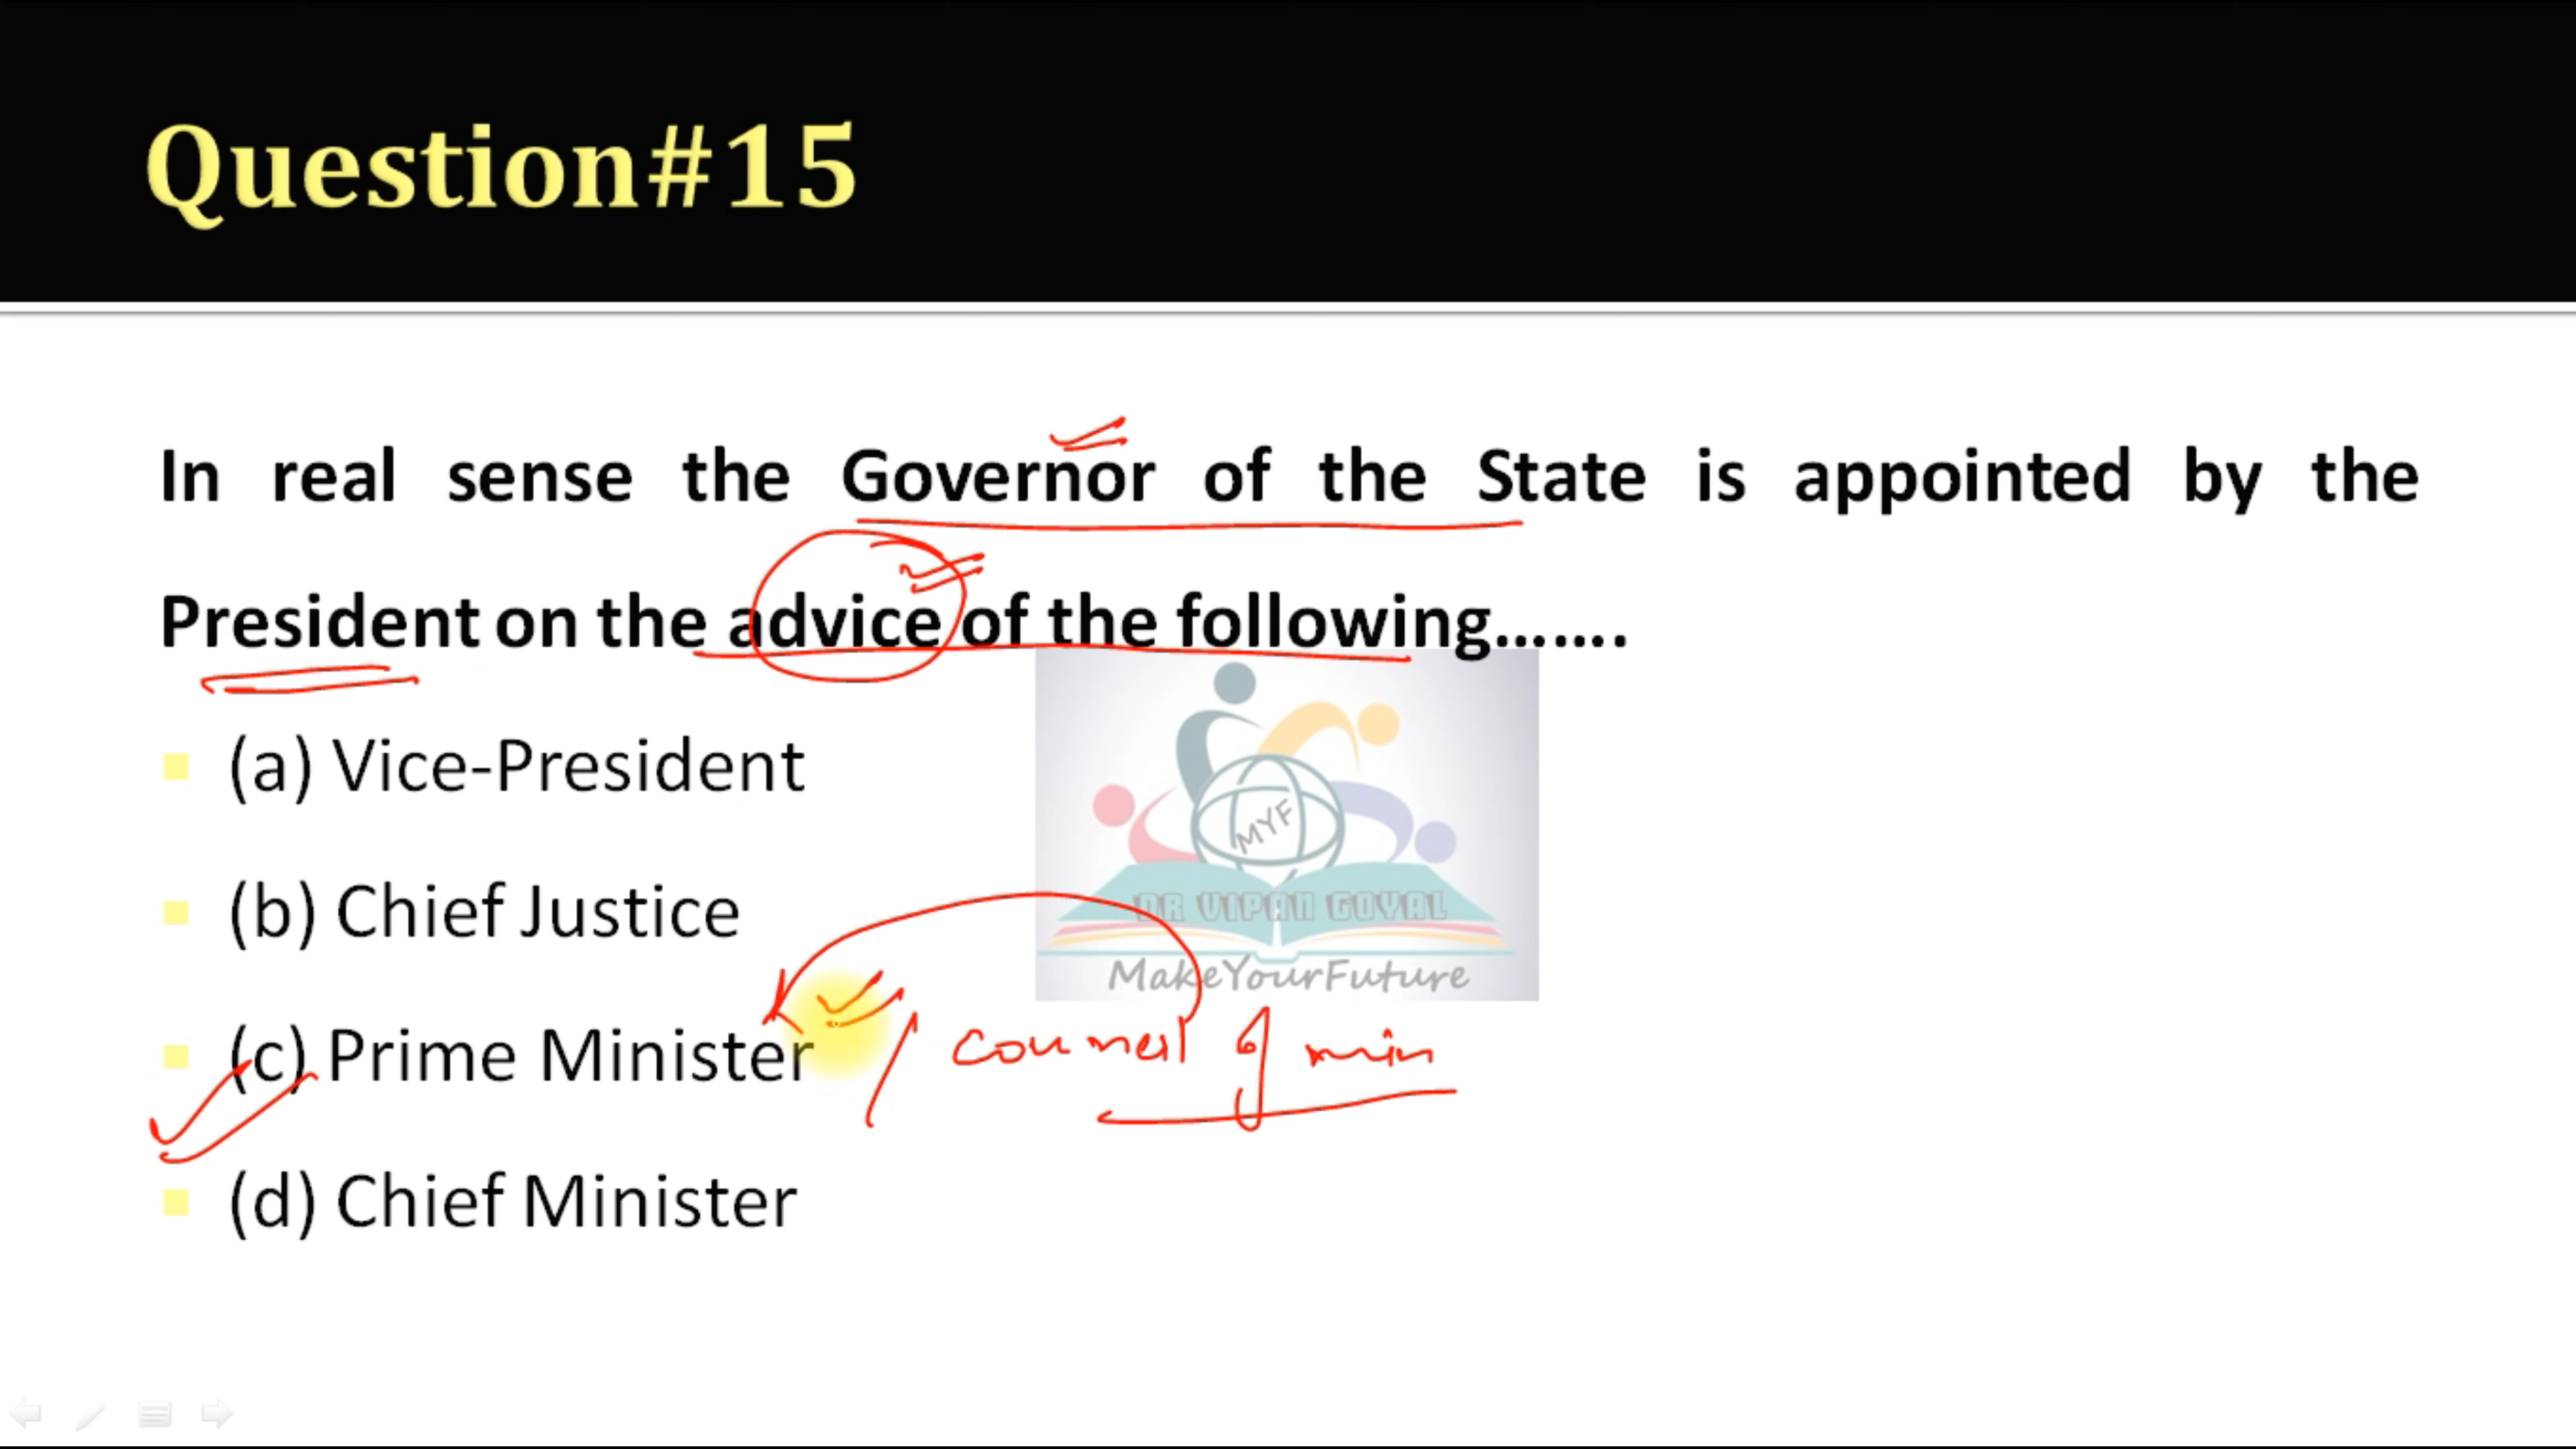 Question#15
In real sense the Governor of the State is appointed by the
President on the advice of the following.......
(a) Vice-President
(b) Chief Justice
(c) Prime Minister / council of min
(d) Chief Minister
MYF
DR VIPAN GOYAL
MakeYourFuture